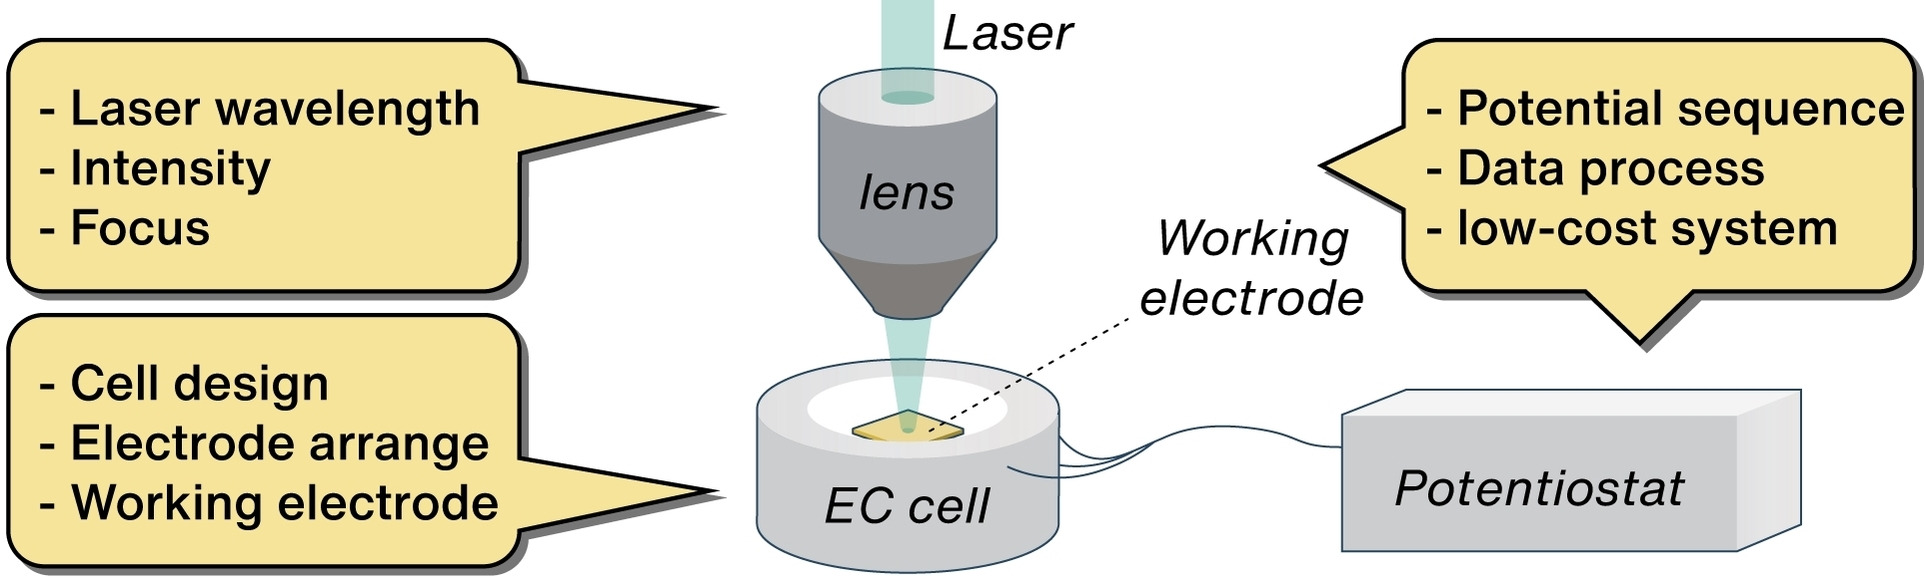 - Laser wavelength
- Intensity
- Focus
- Cell design
- Electrode arrange
- Working electrode
Laser
lens
Working
electrode
EC cell
- Potential sequence
- Data process
- low-cost system
Potentiostat